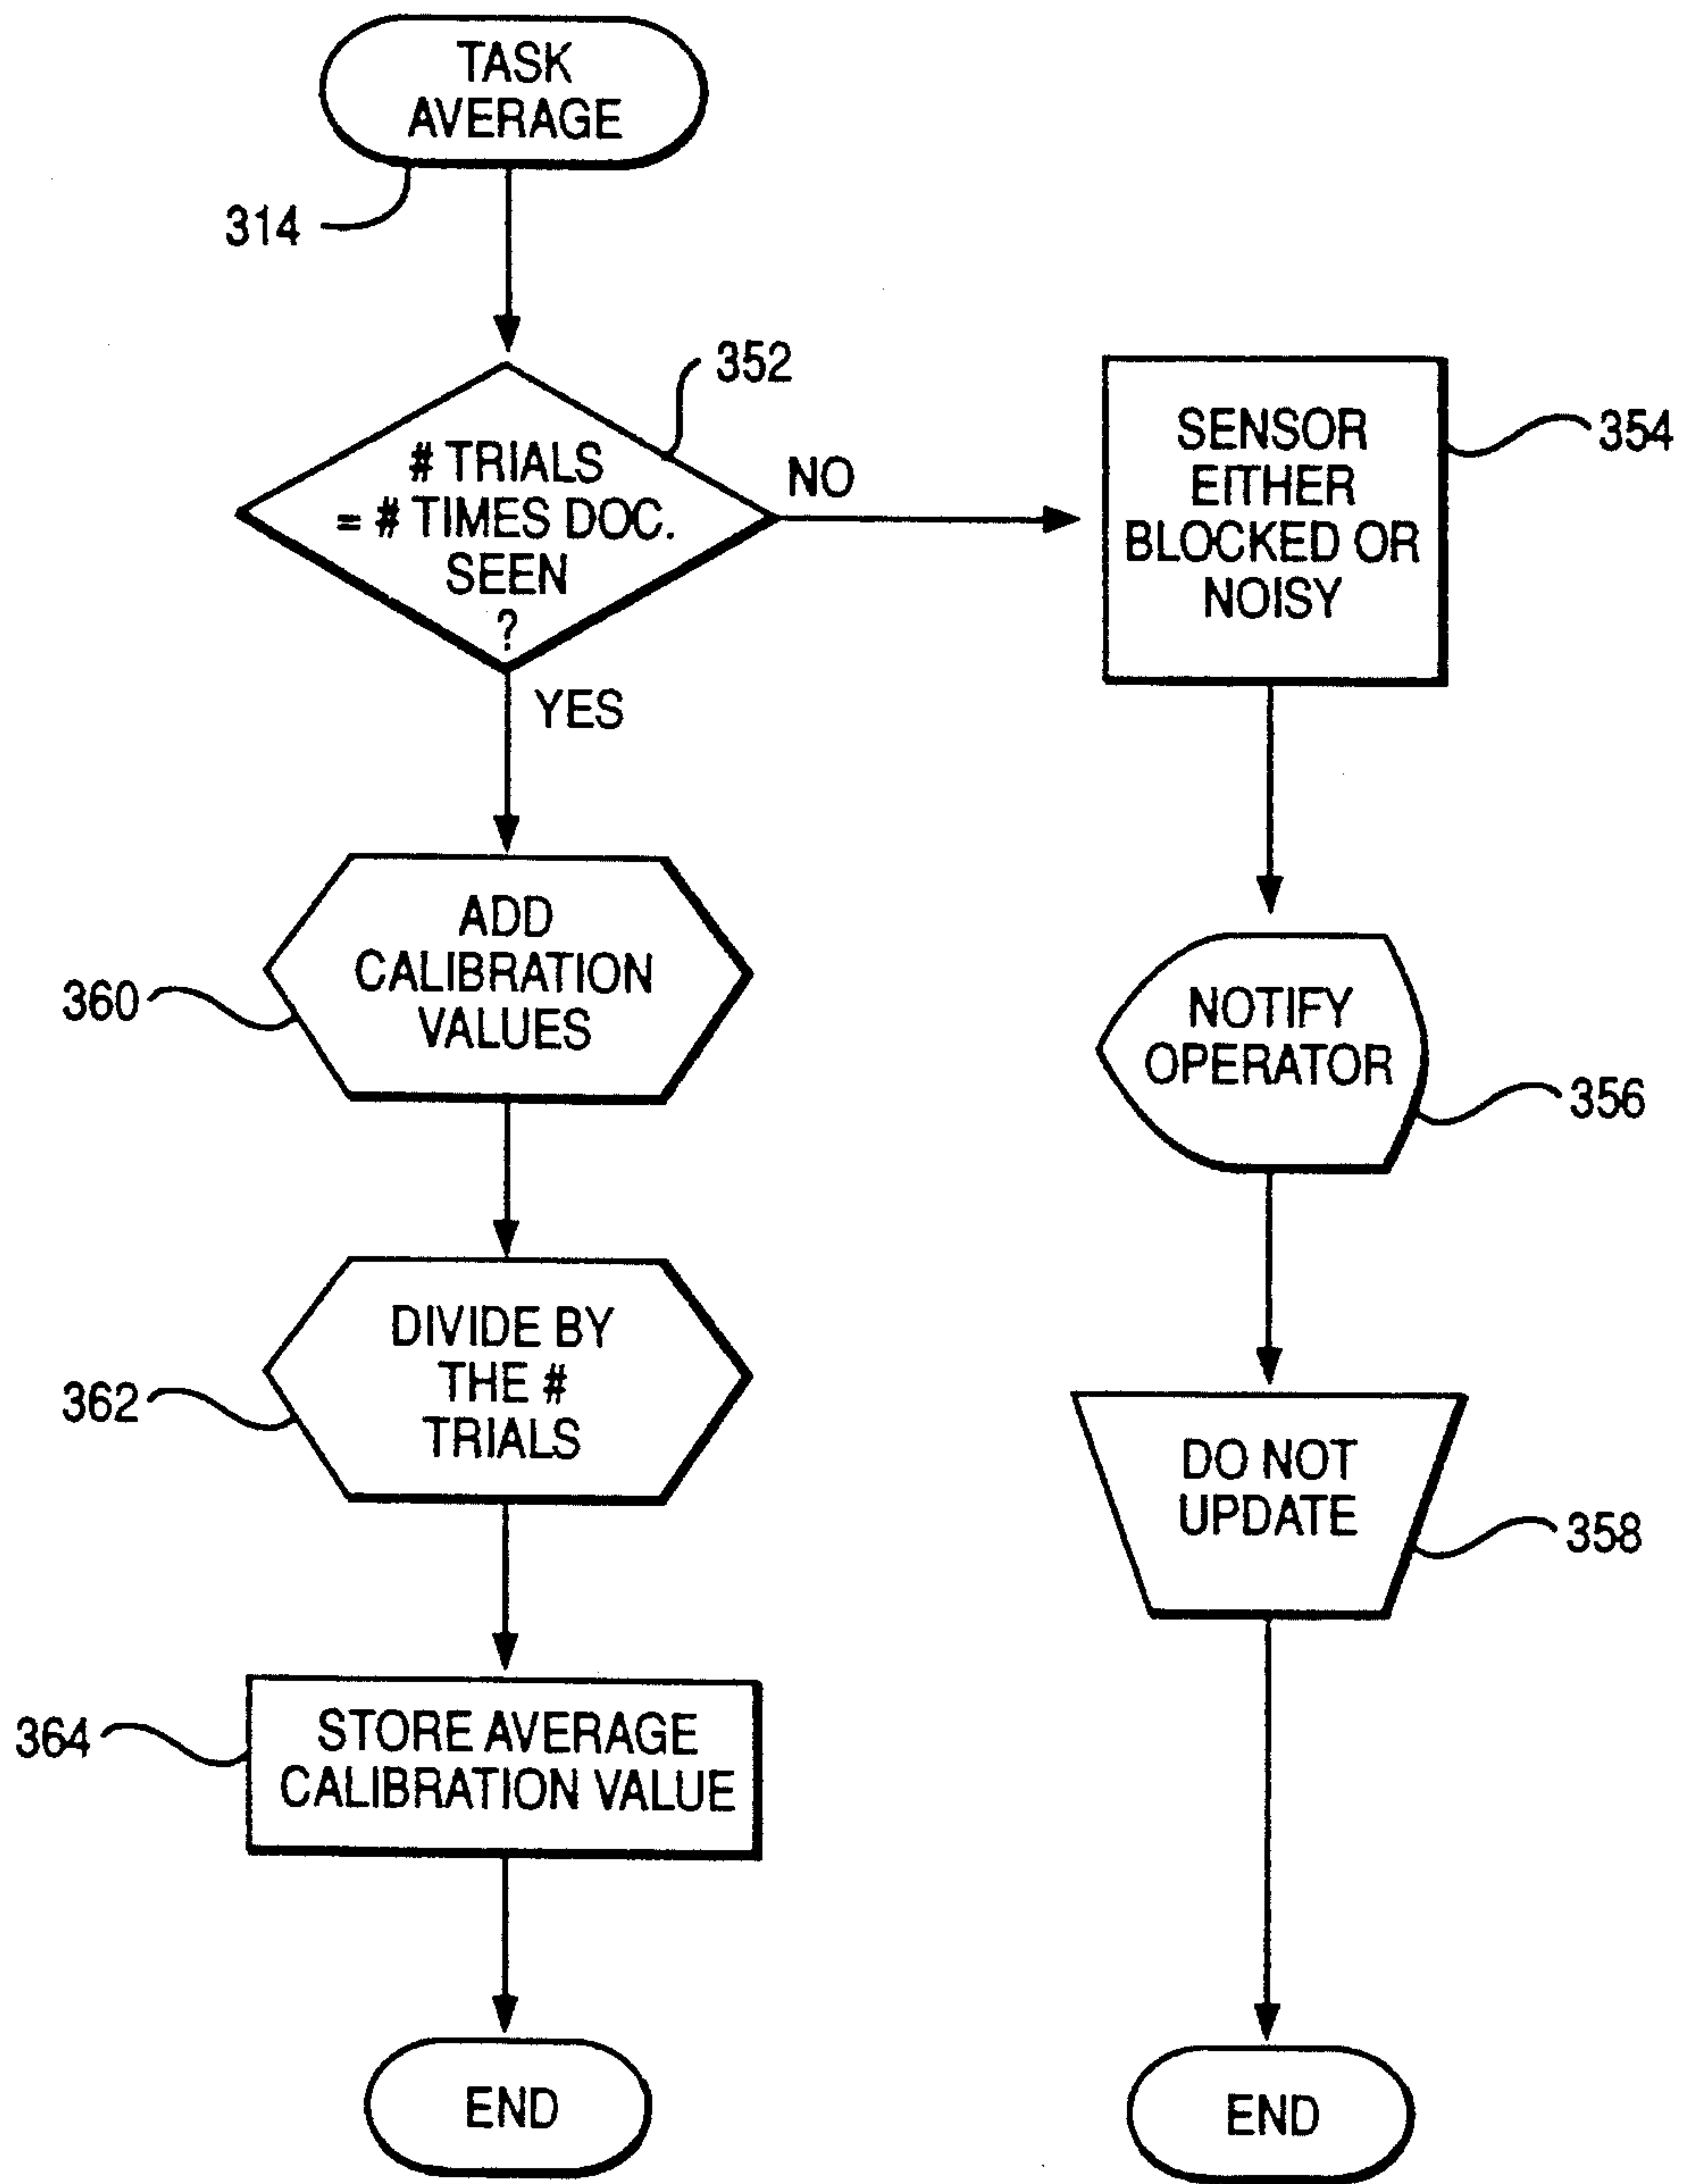 TASK
AVERAGE
314
352
# TRIALS
= # TIMES DOC.
SEEN
?
NO
YES
SENSOR
EITHER
BLOCKED OR
NOISY
354
ADD
CALIBRATION
VALUES
360
NOTIFY
OPERATOR
356
DIVIDE BY
THE #
TRIALS
362
DO NOT
UPDATE
358
STORE AVERAGE
CALIBRATION VALUE
364
END
END